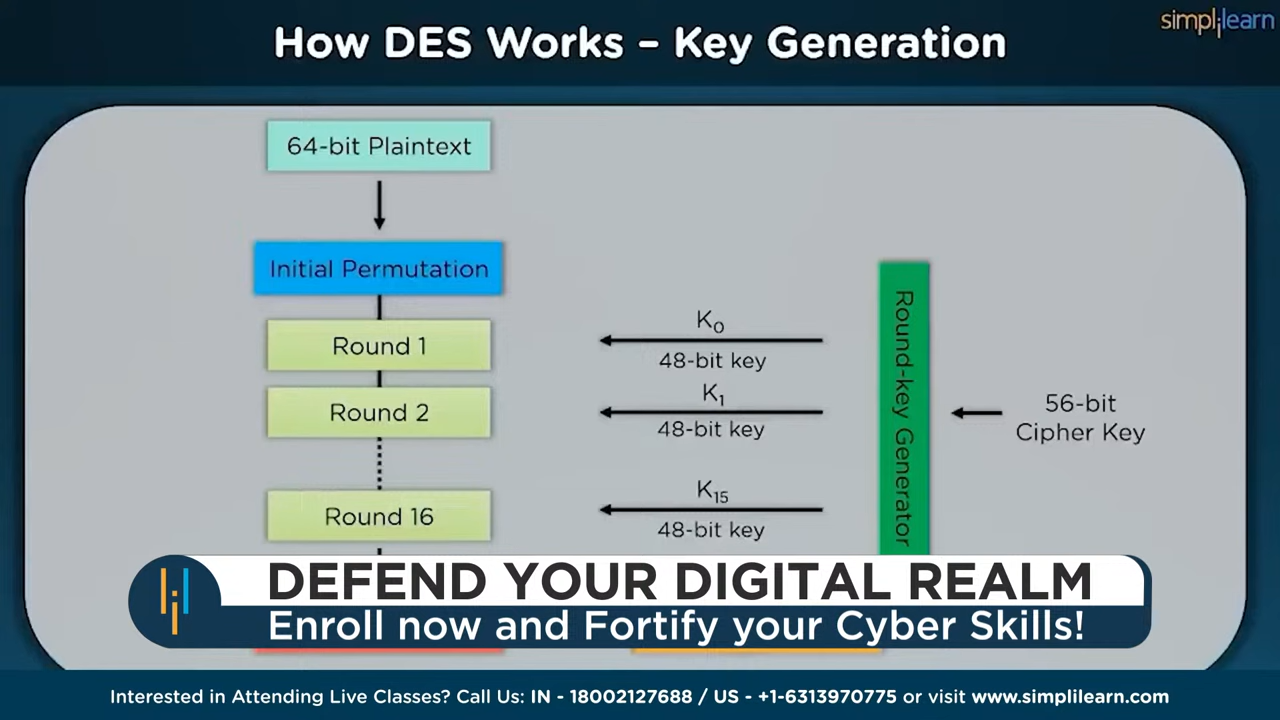 simplilearn
How DES Works – Key Generation
64-bit Plaintext
Initial Permutation
Round 1
Round 2
Round 16
K0
48-bit key
K1
48-bit key
K15
48-bit key
Round-key Generator
56-bit
Cipher Key
DEFEND YOUR DIGITAL REALM
Enroll now and Fortify your Cyber Skills!
Interested in Attending Live Classes? Call Us: IN - 18002127688 / US - +1-6313970775 or visit www.simplilearn.com